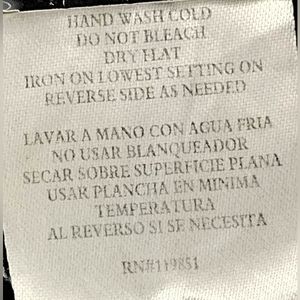 HAND WASH COLD
DO NOT BLEACH
DRY FLAT
IRON ON LOWEST SETTING ON
REVERSE SIDE AS NEEDED
LAVAR A MANO CON AGUA FRIA
NO USAR BLANQUEADOR
SECAR SOBRE SUPERFICIE PLANA
USAR PLANCHA EN MINIMA
TEMPERATURA
AL REVERSO SI SE NECESITA
RN#119851